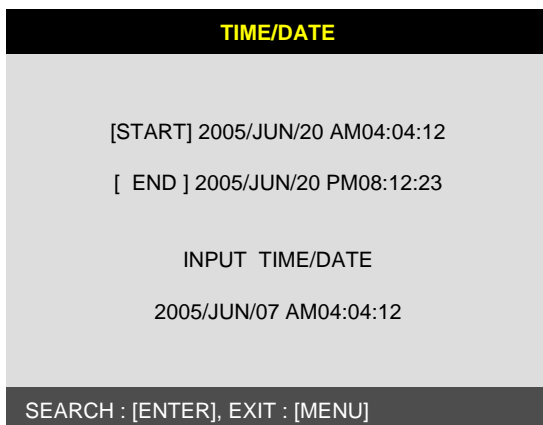 TIME/DATE
[START] 2005/JUN/20 AM04:04:12
[ END ] 2005/JUN/20 PM08:12:23
INPUT TIME/DATE
2005/JUN/07 AM04:04:12
SEARCH : [ENTER], EXIT : [MENU]